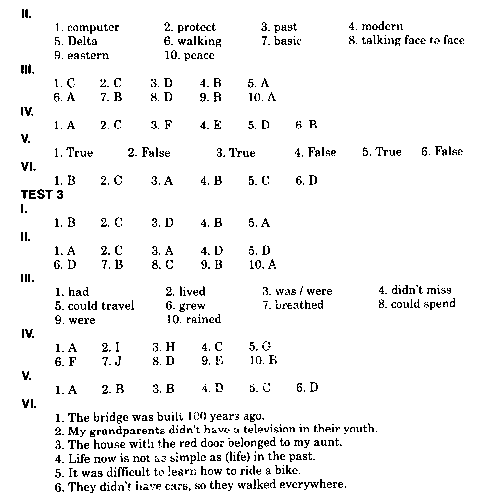 II.
1. computer 2. protect 3. past 4. modern
5. Delta 6. walking 7. basic 8. talking face to face
9. eastern 10. peace
III.
1. C 2. C 3. D 4. B 5. A
6. A 7. B 8. D 9. B 10. A
IV.
1. A 2. C 3. F 4. E 5. D 6. B
V.
1. True 2. False 3. True 4. False 5. True 6. False
VI.
1. B 2. C 3. A 4. B 5. C 6. D
TEST 3
I.
1. B 2. C 3. D 4. B 5. A
II.
1. A 2. C 3. A 4. D 5. D
6. D 7. B 8. C 9. B 10. A
III.
1. had 2. lived 3. was / were 4. didn't miss
5. could travel 6. grew 7. breathed 8. could spend
9. were 10. rained
IV.
1. A 2. I 3. H 4. C 5. G
6. F 7. J 8. D 9. E 10. B
V.
1. A 2. B 3. B 4. D 5. C 6. D
VI.
1. The bridge was built 100 years ago.
2. My grandparents didn't have a television in their youth.
3. The house with the red door belonged to my aunt.
4. Life now is not as simple as (life) in the past.
5. It was difficult to learn how to ride a bike.
6. They didn't have cars, so they walked everywhere.